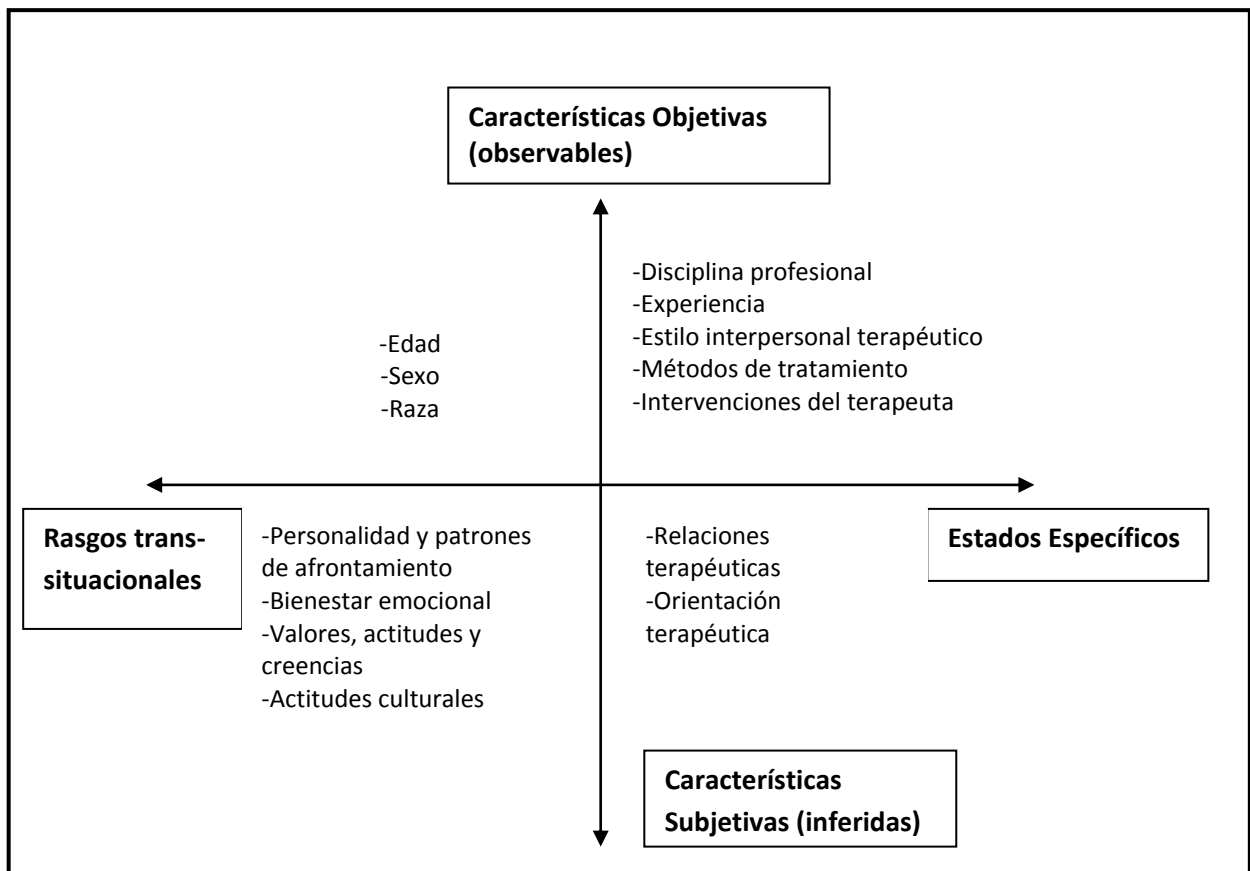 Característícas Objetivas
(observables)
-Disciplina profesional
-Experiencia
-Estilo interpersonal terapéutico
-Métodos de tratamiento
-Intervenciones del terapeuta
-Edad
-Sexo
-Raza
Rasgos trans-
situacionales
-Personalidad y patrones
de afrontamiento
-Bienestar emocional
-Valores, actitudes y
creencias
-Actitudes culturales
-Relaciones
terapéuticas
-Orientación
terapéutica
Estados Específicos
Característícas
Subjetivas (inferidas)